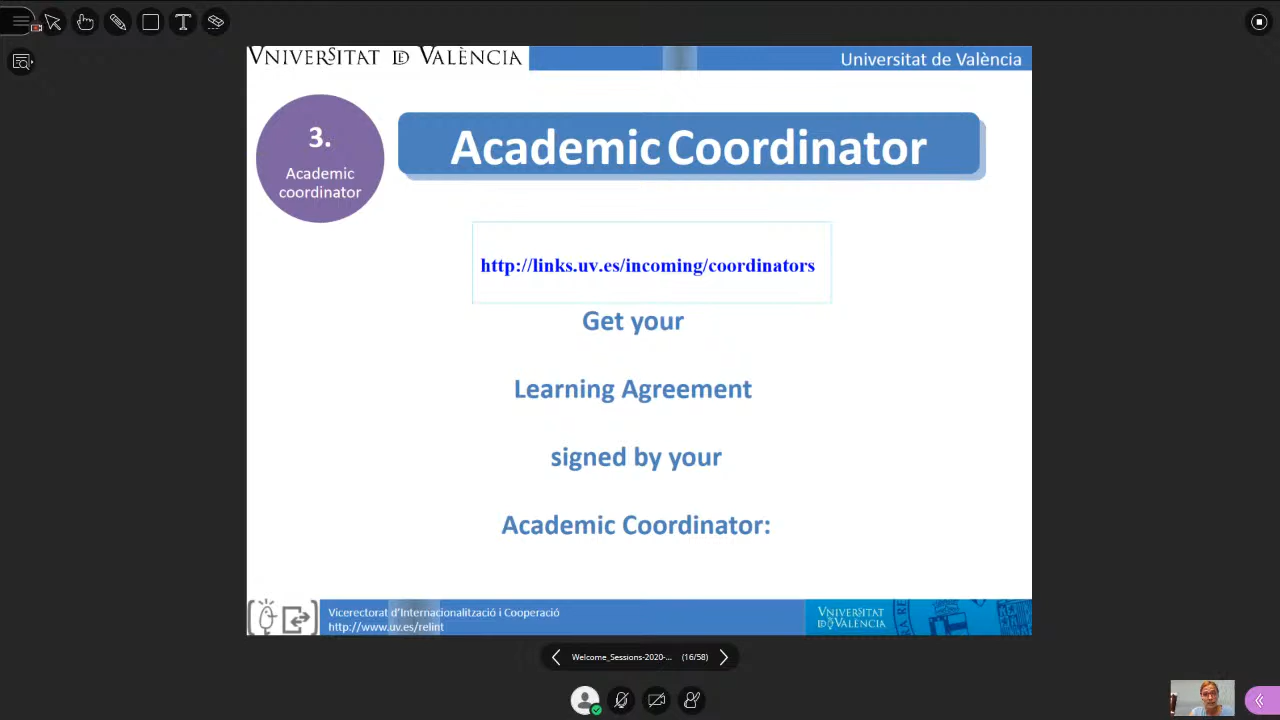 VNIVERSITAT DE VALÈNCIA
Universitat de València
3.
Academic
coordinator
Academic Coordinator
http://links.uv.es/incoming/coordinators
Get your
Learning Agreement
signed by your
Academic Coordinator:
Vicerectorat d'Internacionalització i Cooperació
http://www.uv.es/relint
VNIVERSITAT
DE VALÈNCIA
Welcome_Sessions-2020-... (16/58)